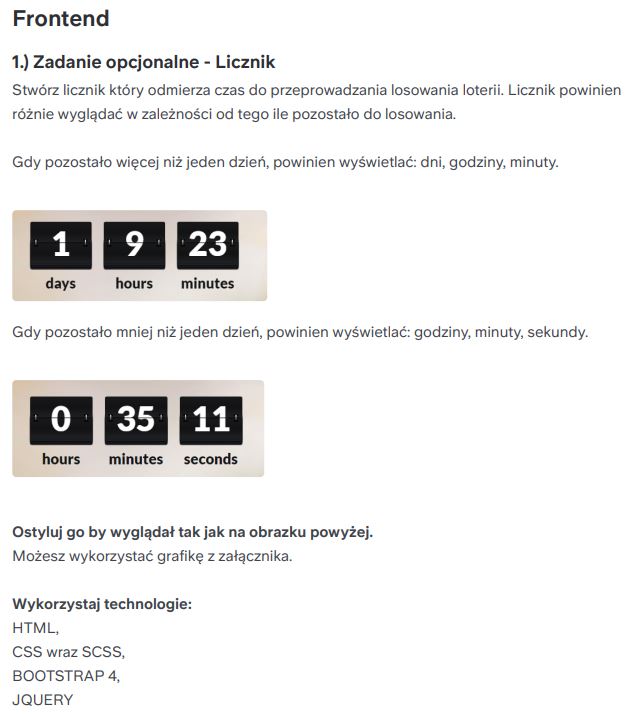 Frontend
1.) Zadanie opcjonalne - Licznik
Stwórz licznik który odmierza czas do przeprowadzania losowania loterii. Licznik powinien
różnie wyglądać w zależności od tego ile pozostało do losowania.
Gdy pozostało więcej niż jeden dzień, powinien wyświetlać: dni, godziny, minuty.
1 9 23
days hours minutes
Gdy pozostało mniej niż jeden dzień, powinien wyświetlać: godziny, minuty, sekundy.
0 35 11
hours minutes seconds
Ostyluj go by wyglądał tak jak na obrazku powyżej.
Możesz wykorzystać grafikę z załącznika.
Wykorzystaj technologie:
HTML,
CSS wraz SCSS,
BOOTSTRAP 4,
JQUERY